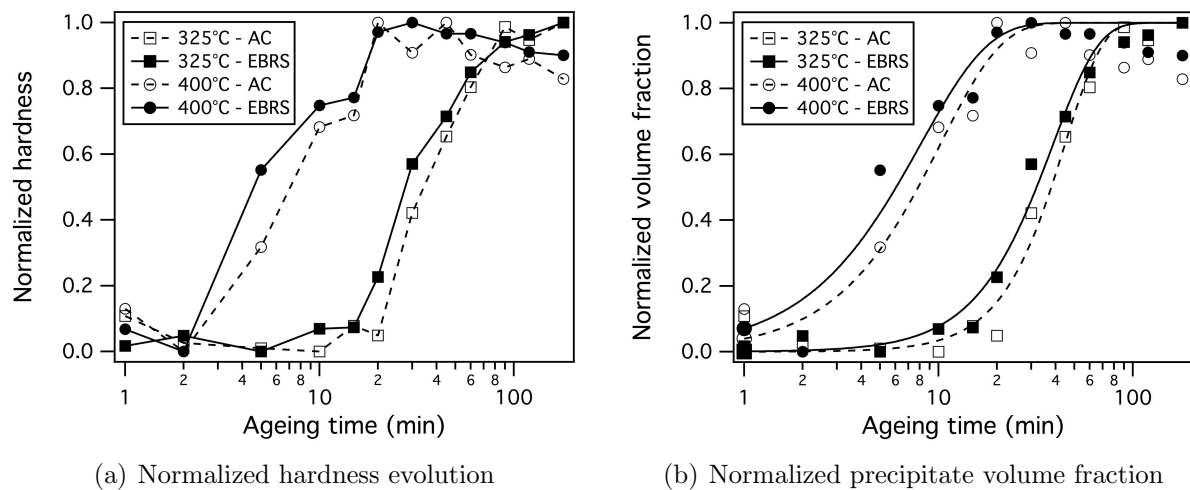 Normalized hardness
1.0
0.8
0.6
0.4
0.2
0.0
325°C - AC
325°C - EBRS
400°C - AC
400°C - EBRS
2 4 6 8 2 4 6 8
1 10 100
Ageing time (min)
(a) Normalized hardness evolution
Normalized volume fraction
1.0
0.8
0.6
0.4
0.2
0.0
325°C - AC
325°C - EBRS
400°C - AC
400°C - EBRS
2 4 6 8 2 4 6 8
1 10 100
Ageing time (min)
(b) Normalized precipitate volume fraction